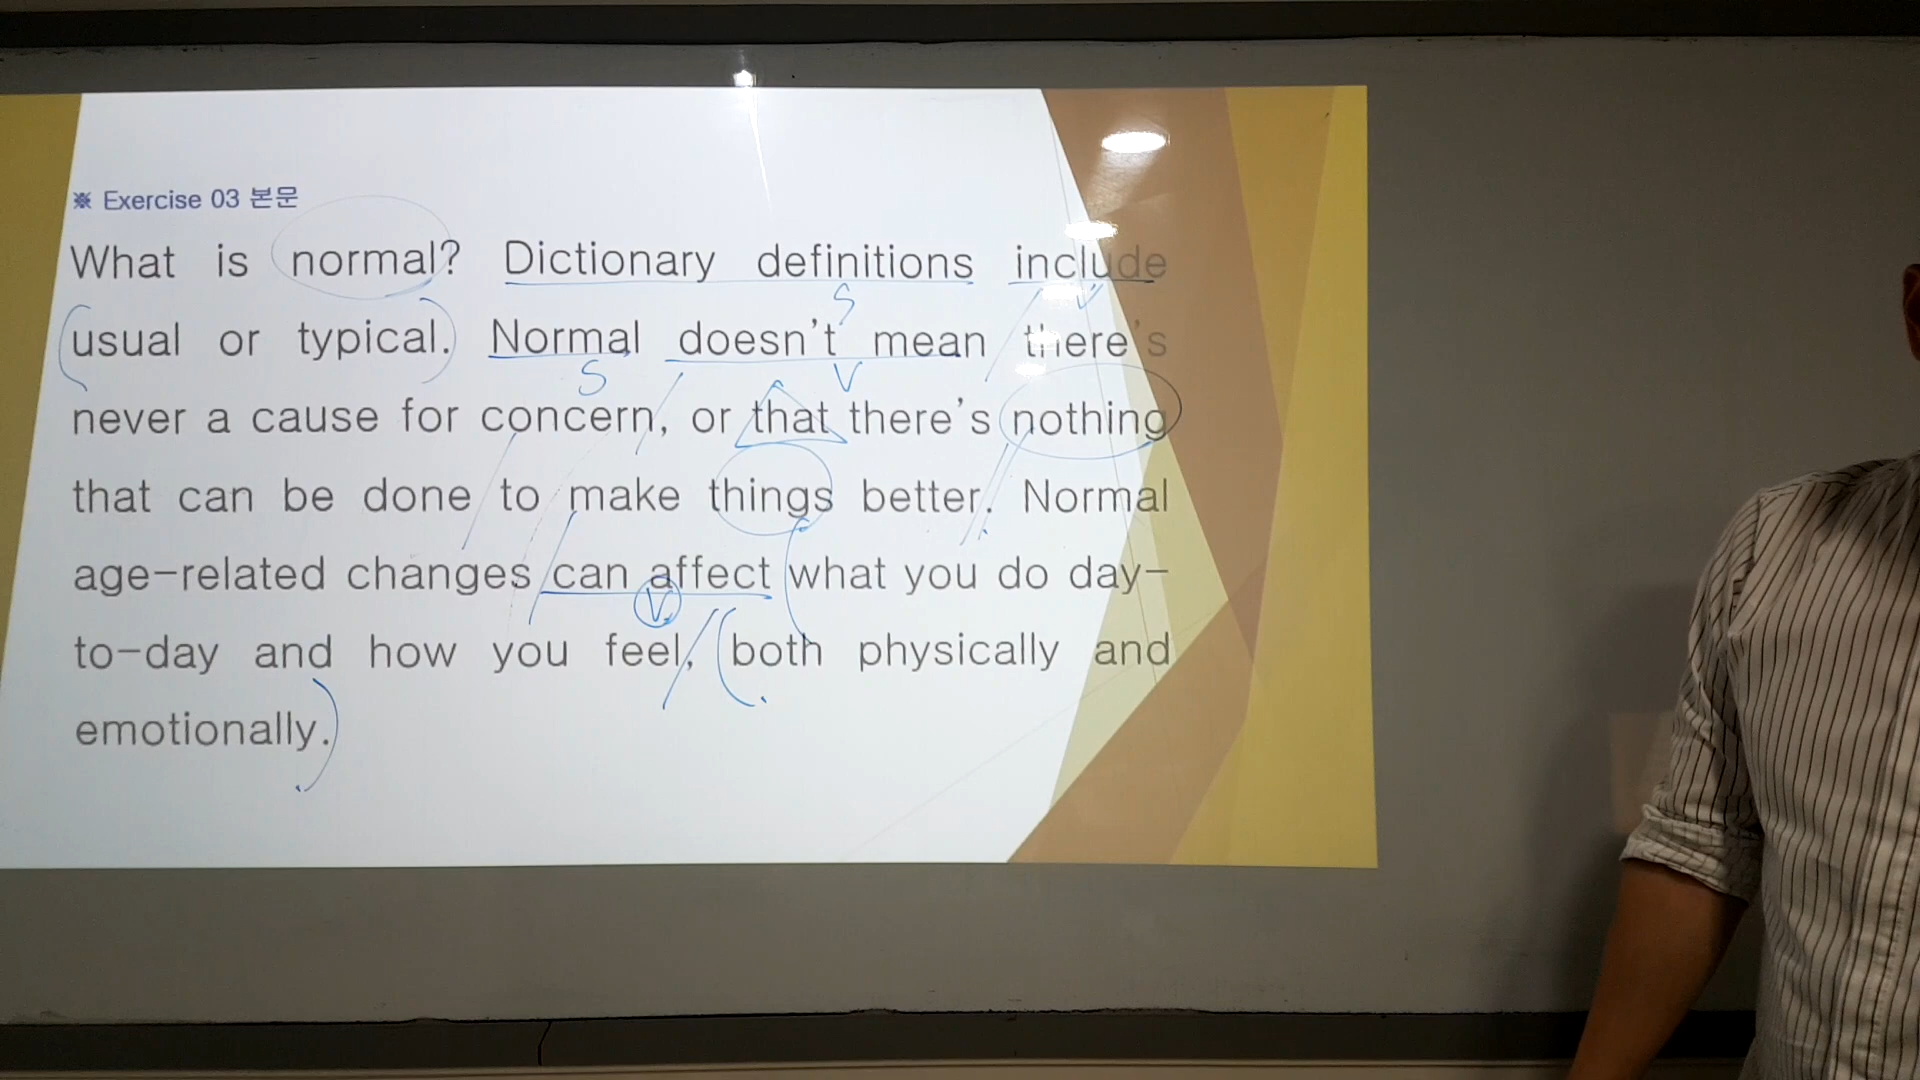 ※ Exercise 03 본문
What is normal? Dictionary definitions include
S V
usual or typical. Normal doesn't mean there's
S V
never a cause for concern, or that there's nothing
that can be done to make things better. Normal
age-related changes can affect what you do day-
V
to-day and how you feel, both physically and
emotionally.